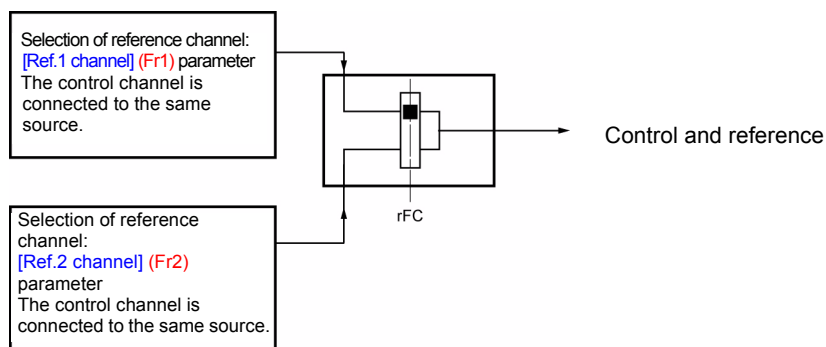 Selection of reference channel:
[Ref.1 channel] (Fr1) parameter
The control channel is
connected to the same
source.
Control and reference
rFC
Selection of reference
channel:
[Ref.2 channel] (Fr2)
parameter
The control channel is
connected to the same source.